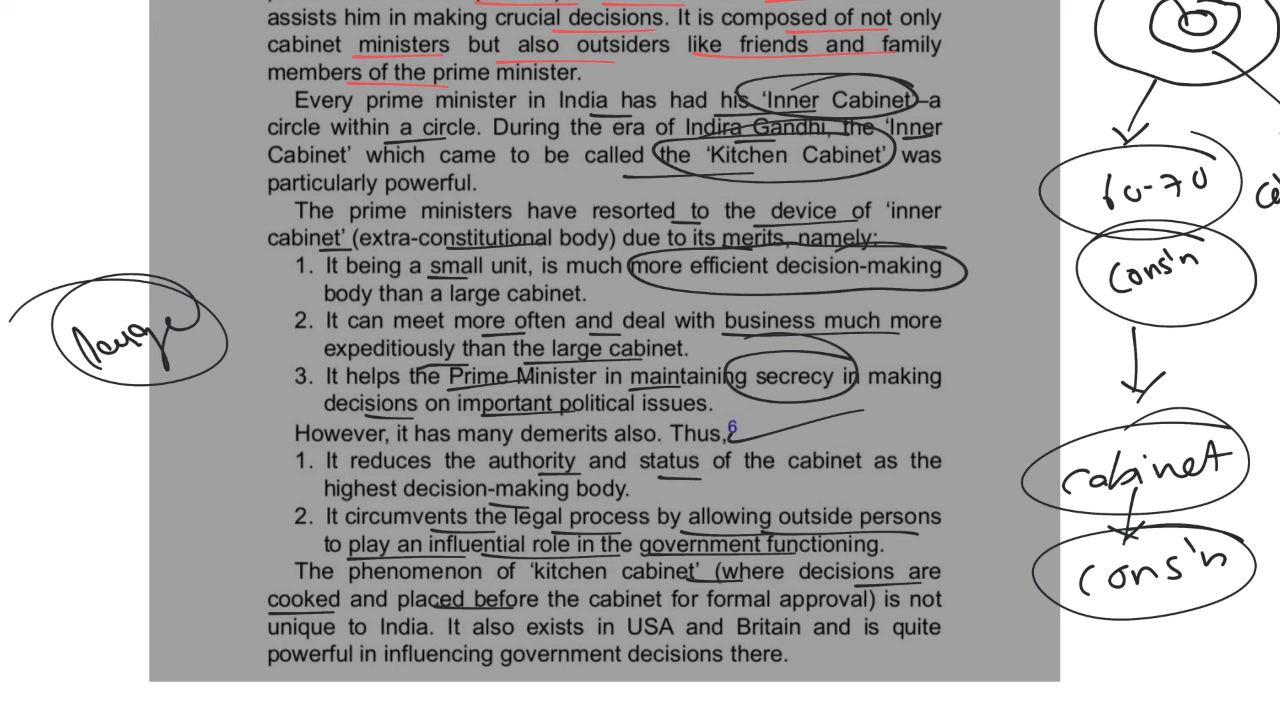 assists him in making crucial decisions. It is composed of not only
cabinet ministers but also outsiders like friends and family
members of the prime minister.
Every prime minister in India has had his ‘Inner Cabinet’–a
circle within a circle. During the era of Indira Gandhi, the ‘Inner
Cabinet’ which came to be called the ‘Kitchen Cabinet’ was
particularly powerful.
The prime ministers have resorted to the device of ‘inner
cabinet’ (extra-constitutional body) due to its merits, namely:
1. It being a small unit, is much more efficient decision-making
body than a large cabinet.
2. It can meet more often and deal with business much more
expeditiously than the large cabinet.
3. It helps the Prime Minister in maintaining secrecy in making
decisions on important political issues.
However, it has many demerits also. Thus,6
1. It reduces the authority and status of the cabinet as the
highest decision-making body.
2. It circumvents the legal process by allowing outside persons
to play an influential role in the government functioning.
The phenomenon of ‘kitchen cabinet’ (where decisions are
cooked and placed before the cabinet for formal approval) is not
unique to India. It also exists in USA and Britain and is quite
powerful in influencing government decisions there.
60-70
Cons'n
cabinet
cons'n